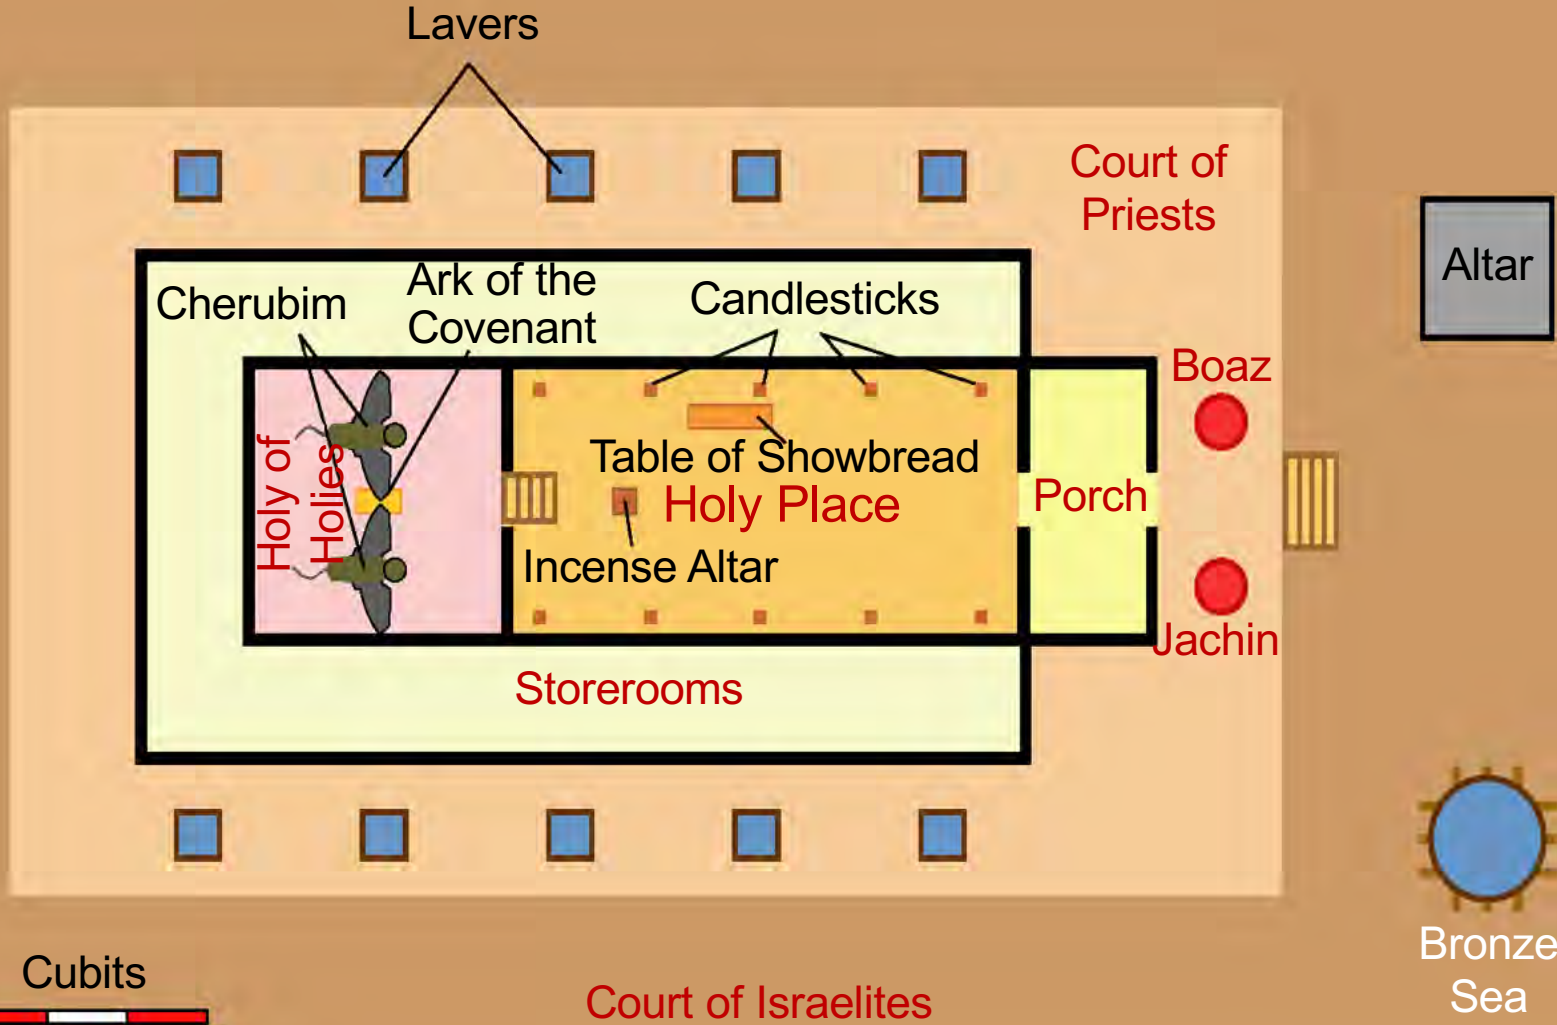 Lavers
Court of
Priests
Altar
Cherubim
Ark of the
Covenant
Candlesticks
Boaz
Table of Showbread
Holy of
Holies
Holy Place
Porch
Incense Altar
Jachin
Storerooms
Bronze
Sea
Cubits
Court of Israelites